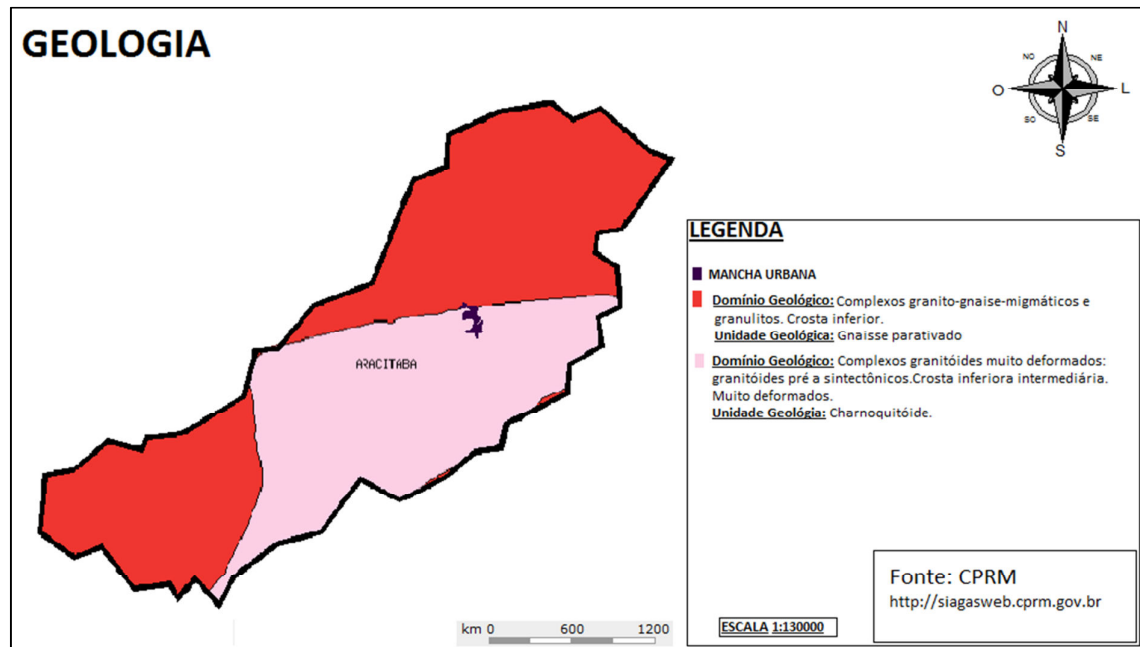 GEOLOGIA
N
NO
NE
O
L
SO
SE
S
ARACITABA
LEGENDA
MANCHA URBANA
Domínio Geológico: Complexos granito-gnaise-migmáticos e
granulitos. Crosta inferior.
Unidade Geológica: Gnaisse parativado
Domínio Geológico: Complexos granitóides muito deformados:
granitóides pré a sintectônicos.Crosta inferiora intermediária.
Muito deformados.
Unidade Geológia: Charnoquitóide.
Fonte: CPRM
http://siagasweb.cprm.gov.br
km 0 600 1200
ESCALA 1:130000